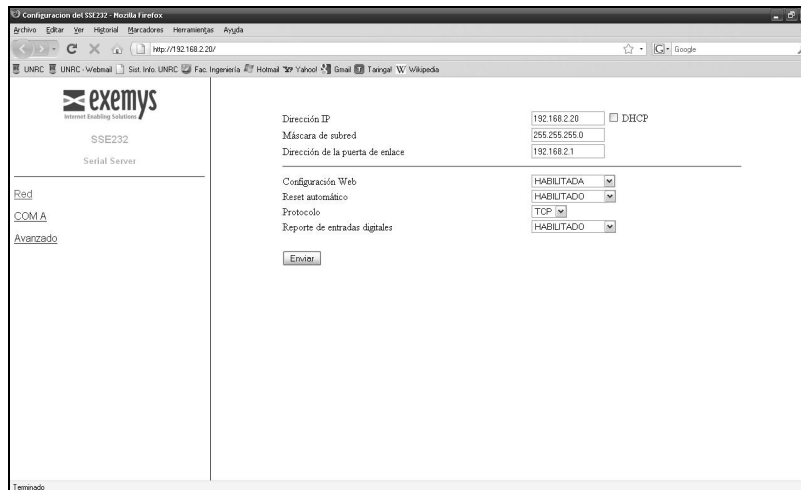 Configuracion del SSE232 - Mozilla Firefox
Archivo Editar Ver Historial Marcadores Herramientas Ayuda
http://192.168.2.20/
Google
UNRC UNRC - Webmail Sist. Info. UNRC Fac. Ingenieria Hotmail Yahoo! Gmail Taringa! Wikipedia
exemys
Internet Enabling Solutions
SSE232
Serial Server
Red
COM A
Avanzado
Dirección IP 192.168.2.20 DHCP
Máscara de subred 255.255.255.0
Dirección de la puerta de enlace 192.168.2.1
Configuración Web HABILITADA
Reset automático HABILITADO
Protocolo TCP
Reporte de entradas digitales HABILITADO
Enviar
Terminado